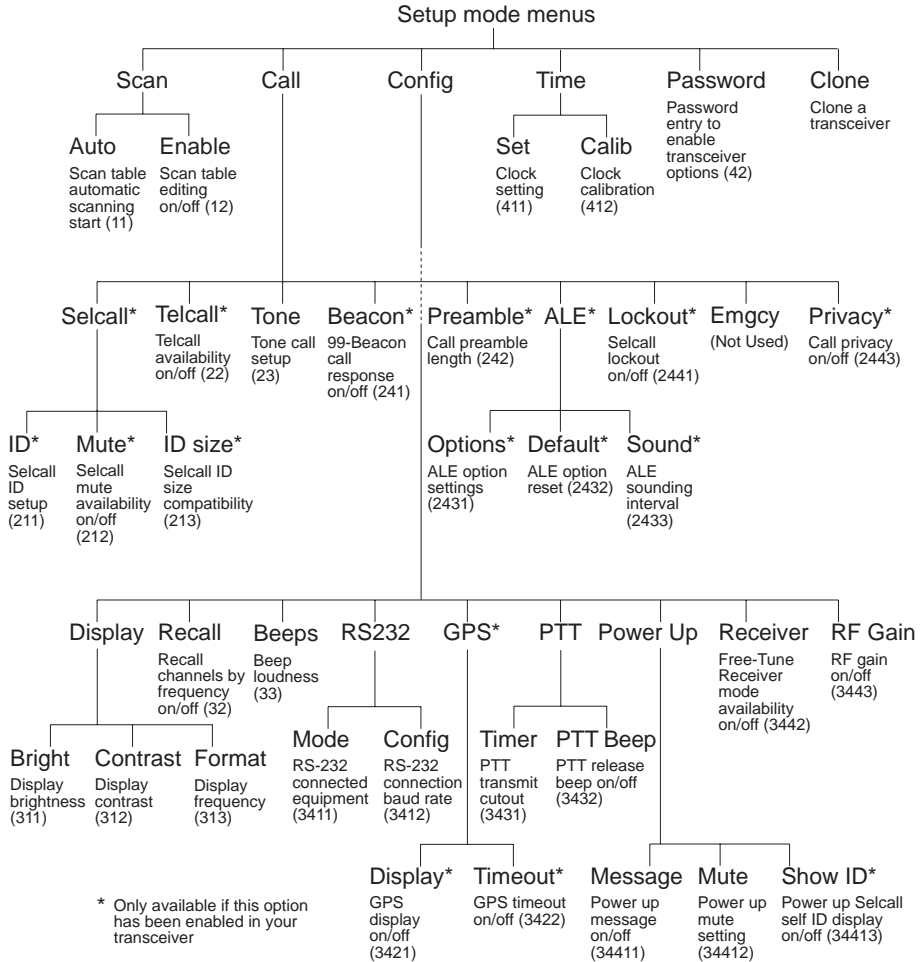 Setup mode menus
Scan
Call
Config
Time
Password
Clone
Password
entry to
enable
transceiver
options (42)
Clone a
transceiver
Auto
Scan table
automatic
scanning
start (11)
Enable
Scan table
editing
on/off (12)
Set
Clock
setting
(411)
Calib
Clock
calibration
(412)
Selcall*
Telcall*
Telcall
availability
on/off (22)
Tone
Tone call
setup
(23)
Beacon*
99-Beacon
call
response
on/off (241)
Preamble*
Call preamble
length (242)
ALE*
Lockout*
Selcall
lockout
on/off (2441)
Emgcy
(Not Used)
Privacy*
Call privacy
on/off (2443)
ID*
Selcall
ID
setup
(211)
Mute*
Selcall
mute
availability
on/off
(212)
ID size*
Selcall ID
size
compatibility
(213)
Options*
ALE option
settings
(2431)
Default*
ALE option
reset (2432)
Sound*
ALE
sounding
interval
(2433)
Display
Recall
Recall
channels by
frequency
on/off (32)
Beeps
Beep
loudness
(33)
RS232
GPS*
PTT
Power Up
Receiver
Free-Tune
Receiver
mode
availability
on/off (3442)
RF Gain
RF gain
on/off
(3443)
Bright
Display
brightness
(311)
Contrast
Display
contrast
(312)
Format
Display
frequency
(313)
Mode
RS-232
connected
equipment
(3411)
Config
RS-232
connection
baud rate
(3412)
Timer
PTT
transmit
cutout
(3431)
PTT Beep
PTT release
beep on/off
(3432)
Display*
GPS
display
on/off
(3421)
Timeout*
GPS timeout
on/off (3422)
Message
Power up
message
on/off
(34411)
Mute
Power up
mute
setting
(34412)
Show ID*
Power up Selcall
self ID display
on/off (34413)
* Only available if this option
has been enabled in your
transceiver